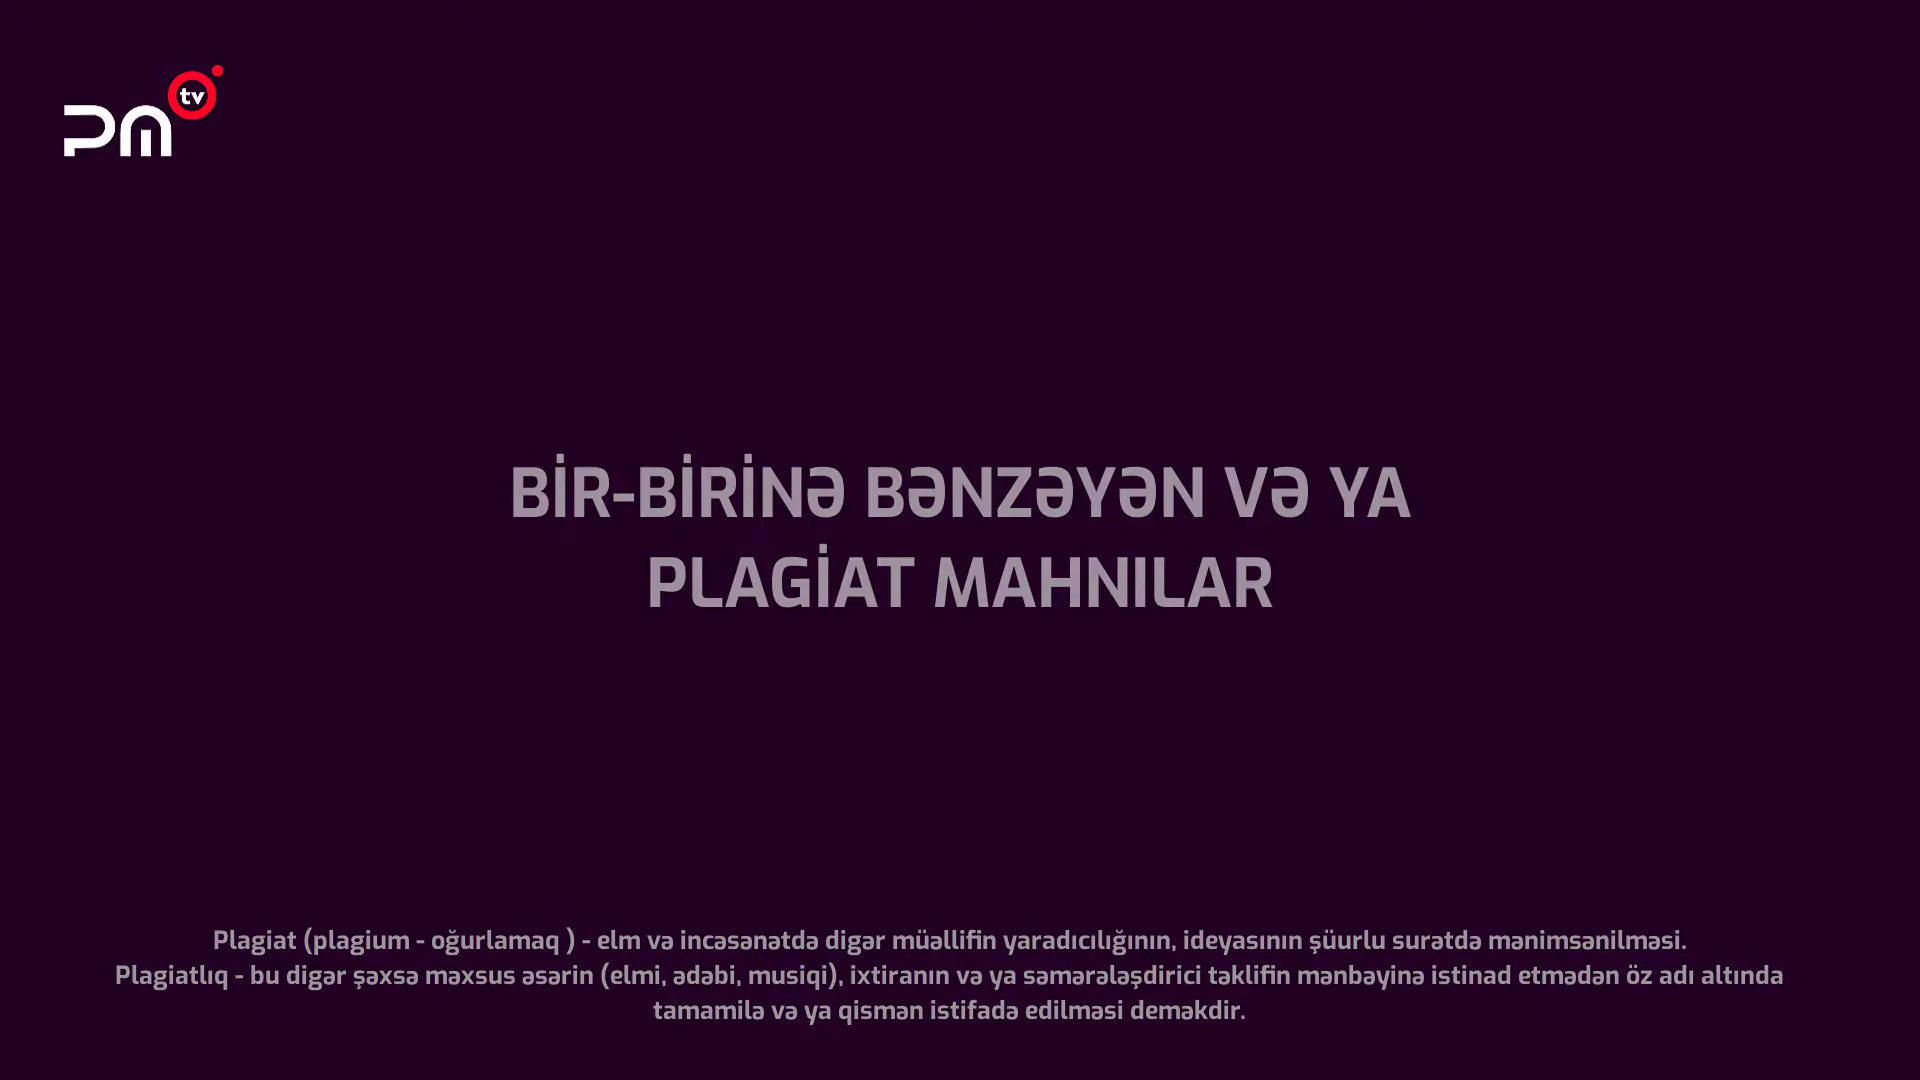 PM tv
BİR-BİRİNƏ BƏNZƏYƏN VƏ YA
PLAGİAT MAHNILAR
Plagiat (plagium - oğurlamaq ) - elm və incəsənətdə digər müəllifin yaradıcılığının, ideyasının şüurlu surətdə mənimsənilməsi.
Plagiatlıq - bu digər şəxsə məxsus əsərin (elmi, ədəbi, musiqi), ixtiranın və ya səmərələşdirici təklifin mənbəyinə istinad etmədən öz adı altında
tamamilə və ya qismən istifadə edilməsi deməkdir.